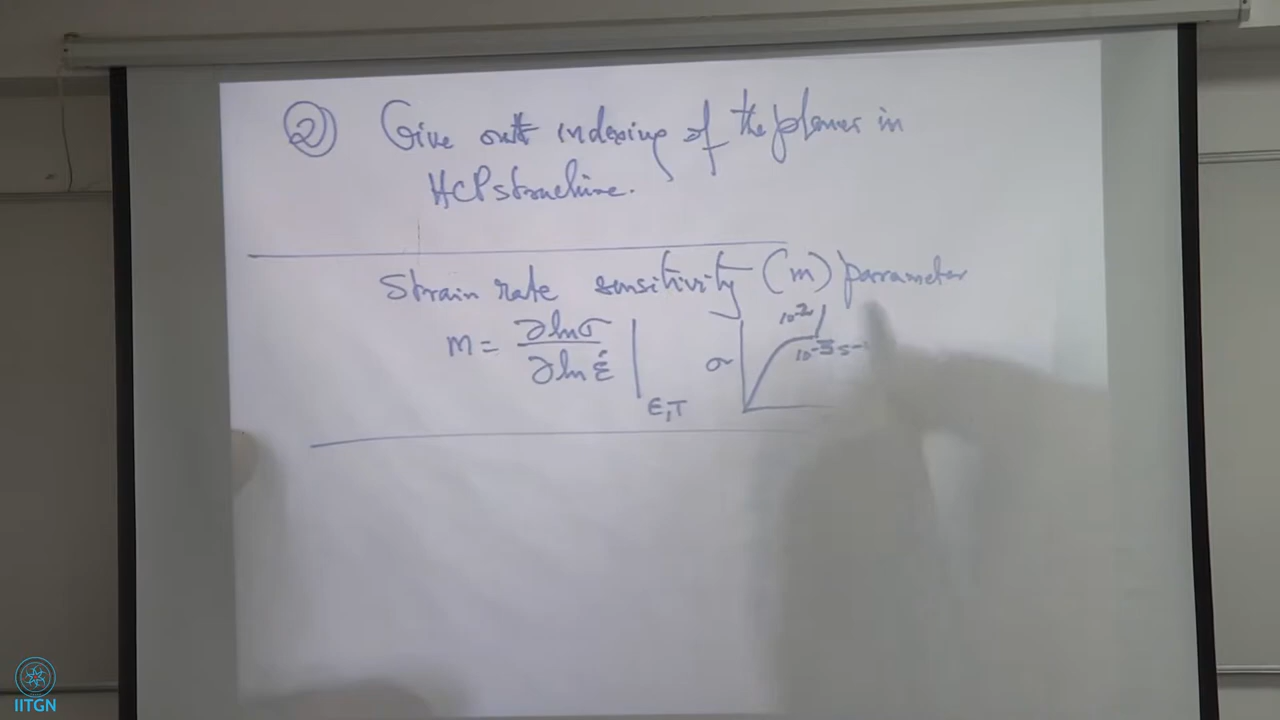 ② Give out indexing of the planes in
HCP structure.
Strain rate sensitivity (m) parameter
m = ∂lnσ / ∂lnε̇ | ε,T
σ
10⁻²
10⁻³ s⁻
IITGN